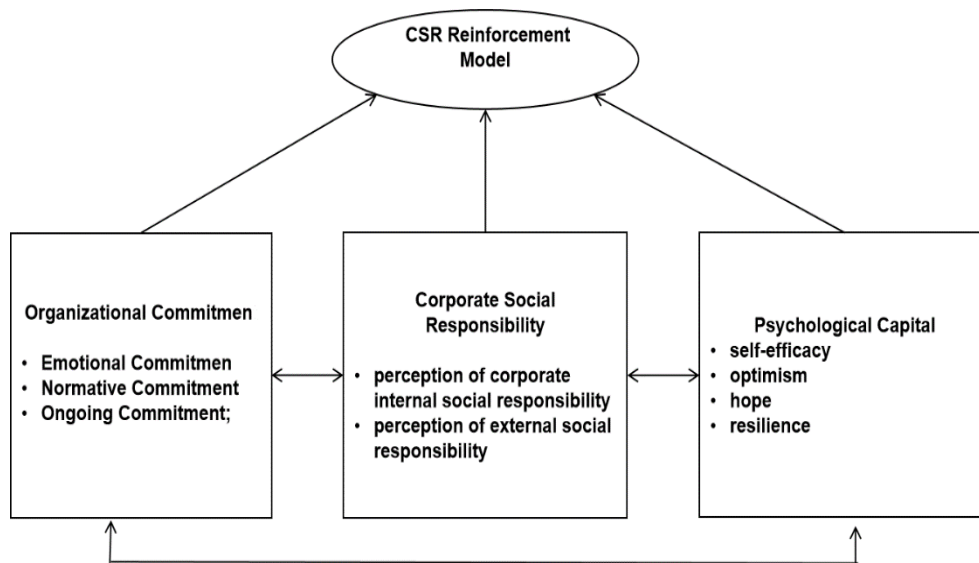 CSR Reinforcement
Model
Organizational Commitmen
• Emotional Commitmen
• Normative Commitment
• Ongoing Commitment;
Corporate Social
Responsibility
• perception of corporate
internal social responsibility
• perception of external social
responsibility
Psychological Capital
• self-efficacy
• optimism
• hope
• resilience